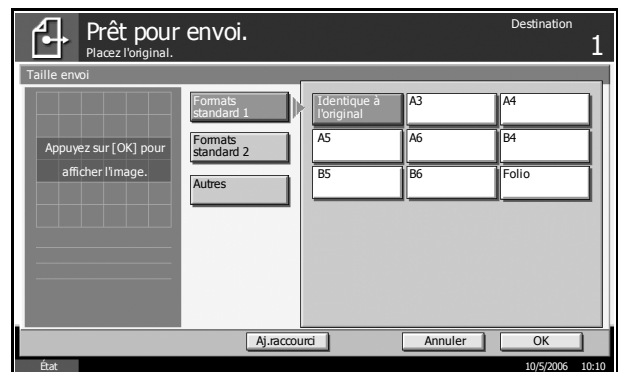 Prêt pour envoi.
Placez l'original.
Destination
1
Taille envoi
Appuyez sur [OK] pour
afficher l'image.
Formats
standard 1
Formats
standard 2
Autres
Identique à
l'original
A3
A4
A5
A6
B4
B5
B6
Folio
Aj.raccourci
Annuler
OK
État
10/5/2006 10:10